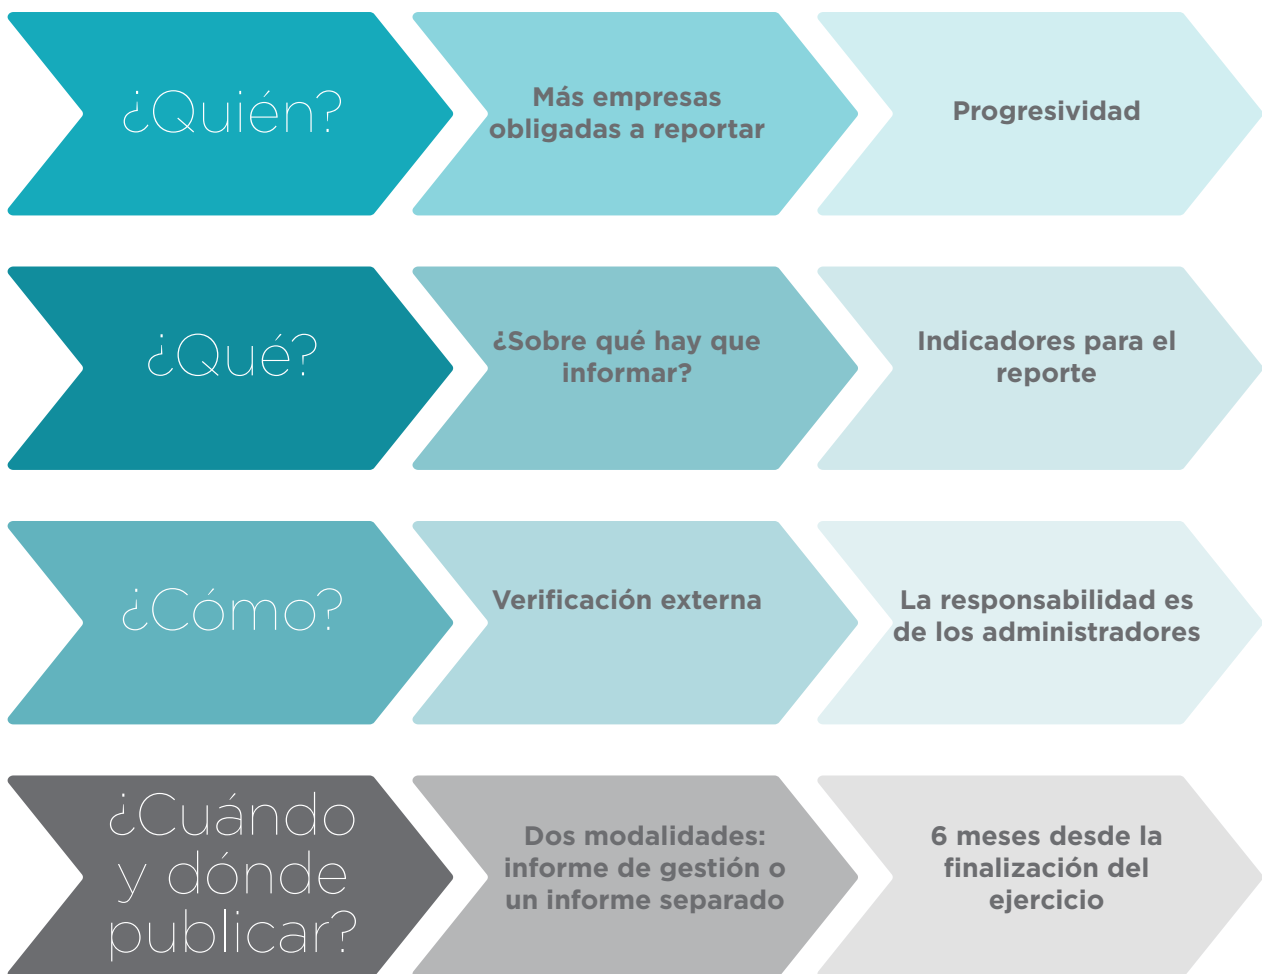 ¿Quién?
Más empresas
obligadas a reportar
Progresividad
¿Qué?
¿Sobre qué hay que
informar?
Indicadores para el
reporte
¿Cómo?
Verificación externa
La responsabilidad es
de los administradores
¿Cuándo
y dónde
publicar?
Dos modalidades:
informe de gestión o
un informe separado
6 meses desde la
finalización del
ejercicio